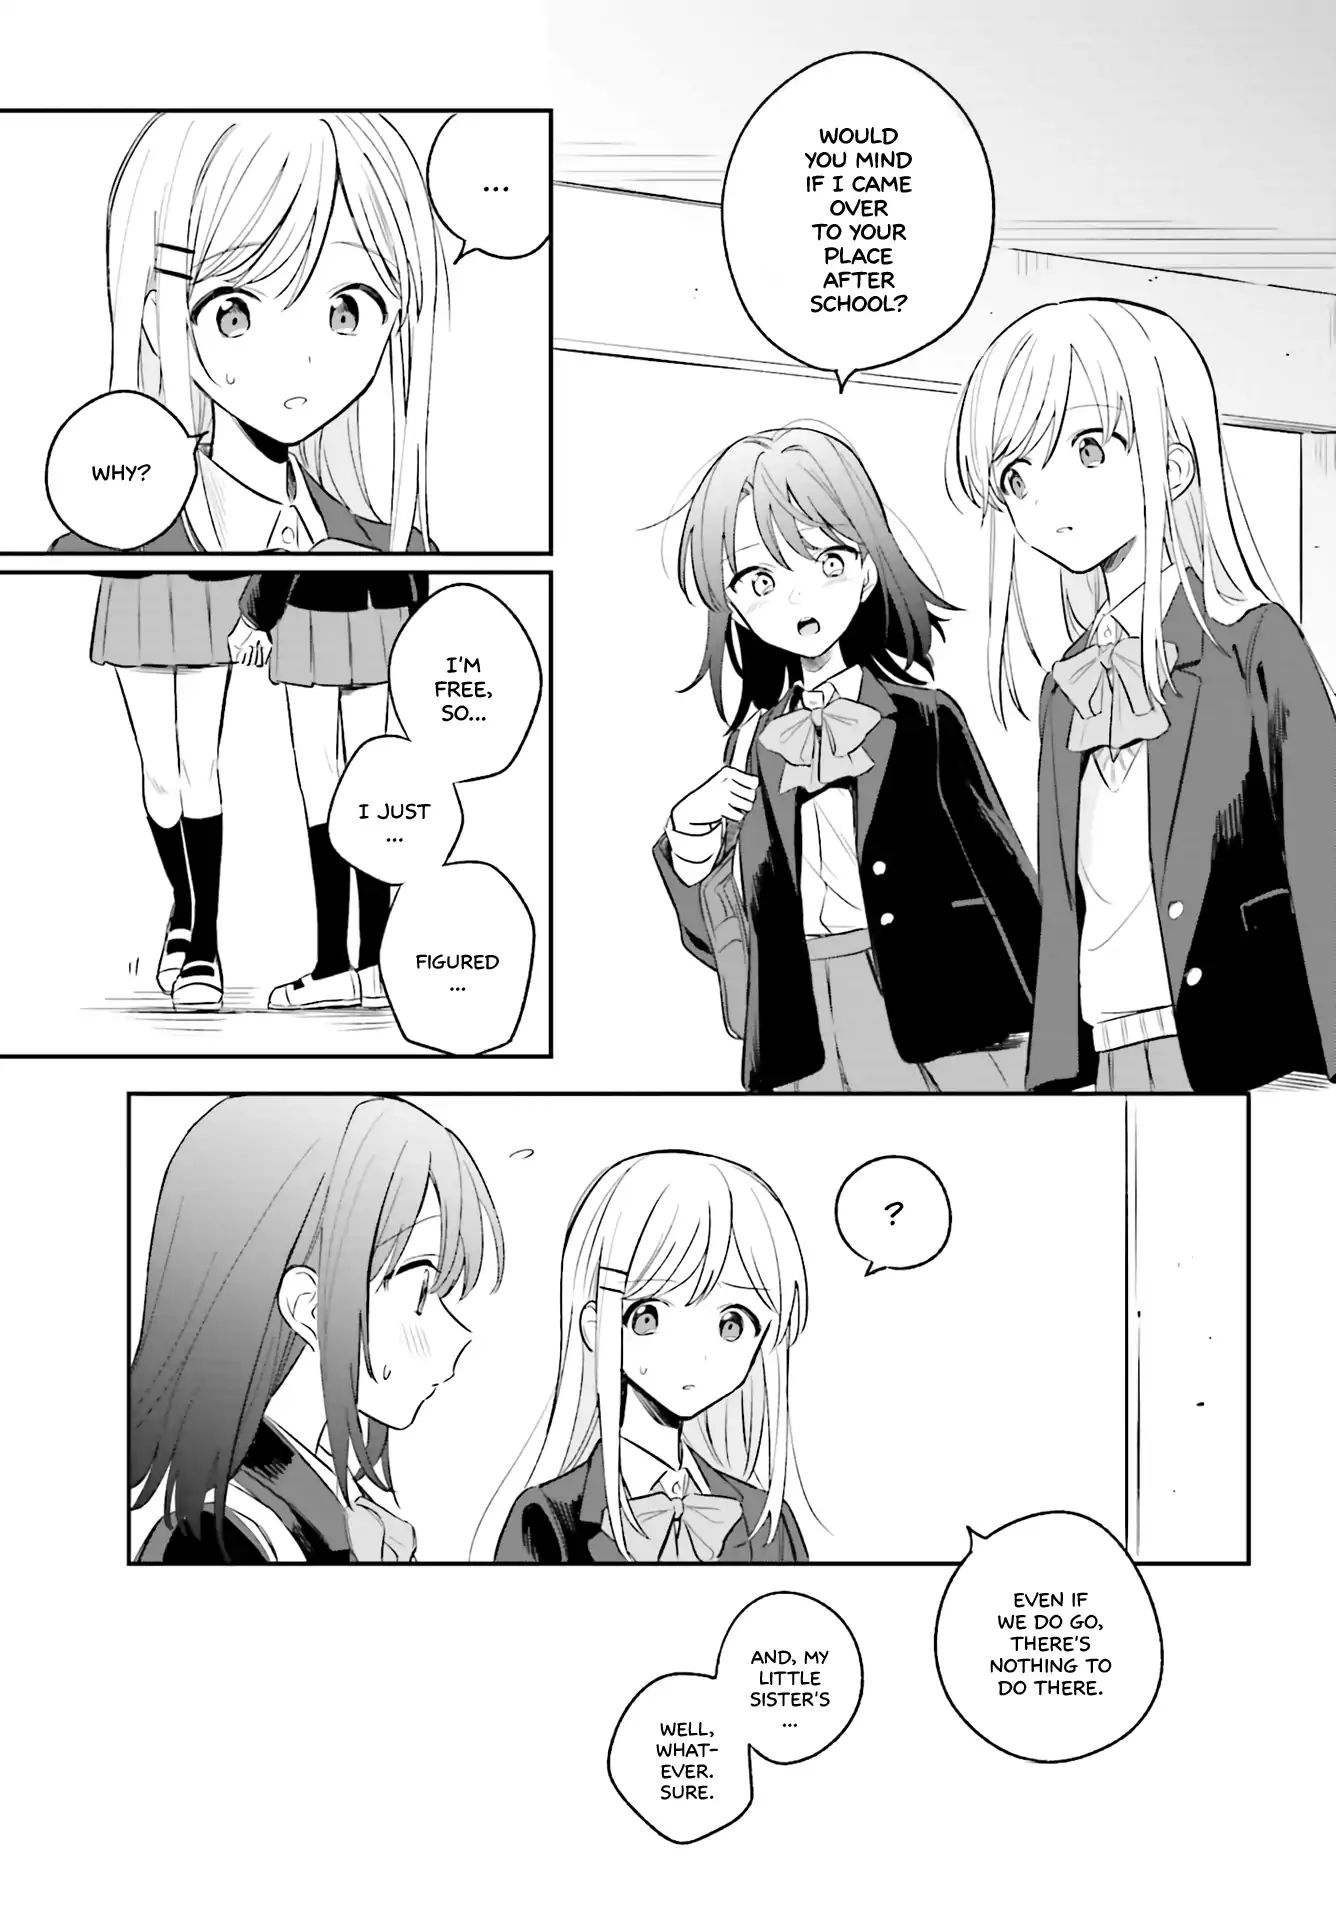 WOULD
YOU MIND
IF I CAME
OVER
TO YOUR
PLACE
AFTER
SCHOOL?
...
WHY?
I'M
FREE,
SO...
I JUST
...
FIGURED
...
?
EVEN IF
WE DO GO,
THERE'S
NOTHING TO
DO THERE.
AND, MY
LITTLE
SISTER'S
...
WELL,
WHAT-
EVER.
SURE.